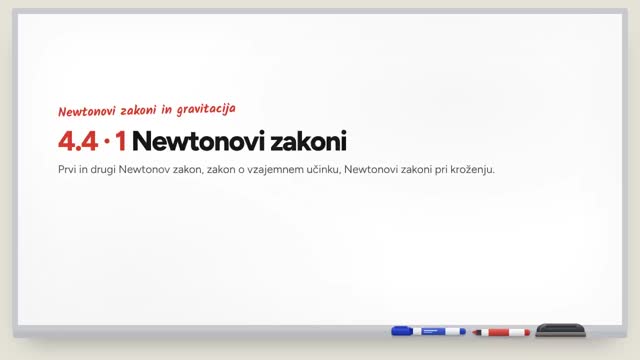 Newtonovi zakoni in gravitacija
4.4 · 1 Newtonovi zakoni
Prvi in drugi Newtonov zakon, zakon o vzajemnem učinku, Newtonovi zakoni pri kroženju.